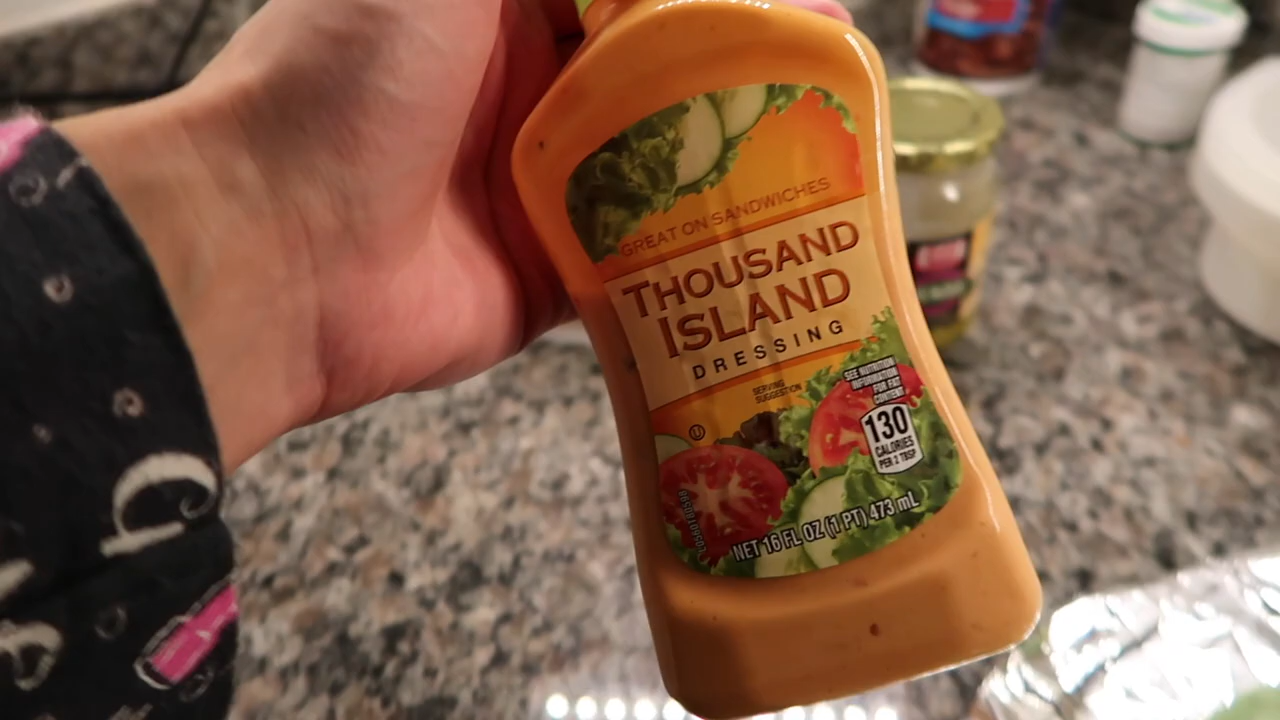 GREAT ON SANDWICHES
THOUSAND
ISLAND
DRESSING
SERVING
SUGGESTION
SEE NUTRITION
INFORMATION
FOR FAT
CONTENT
U
130
CALORIES
PER 2 TBSP
NET 16 FL OZ (1 PT) 473 mL